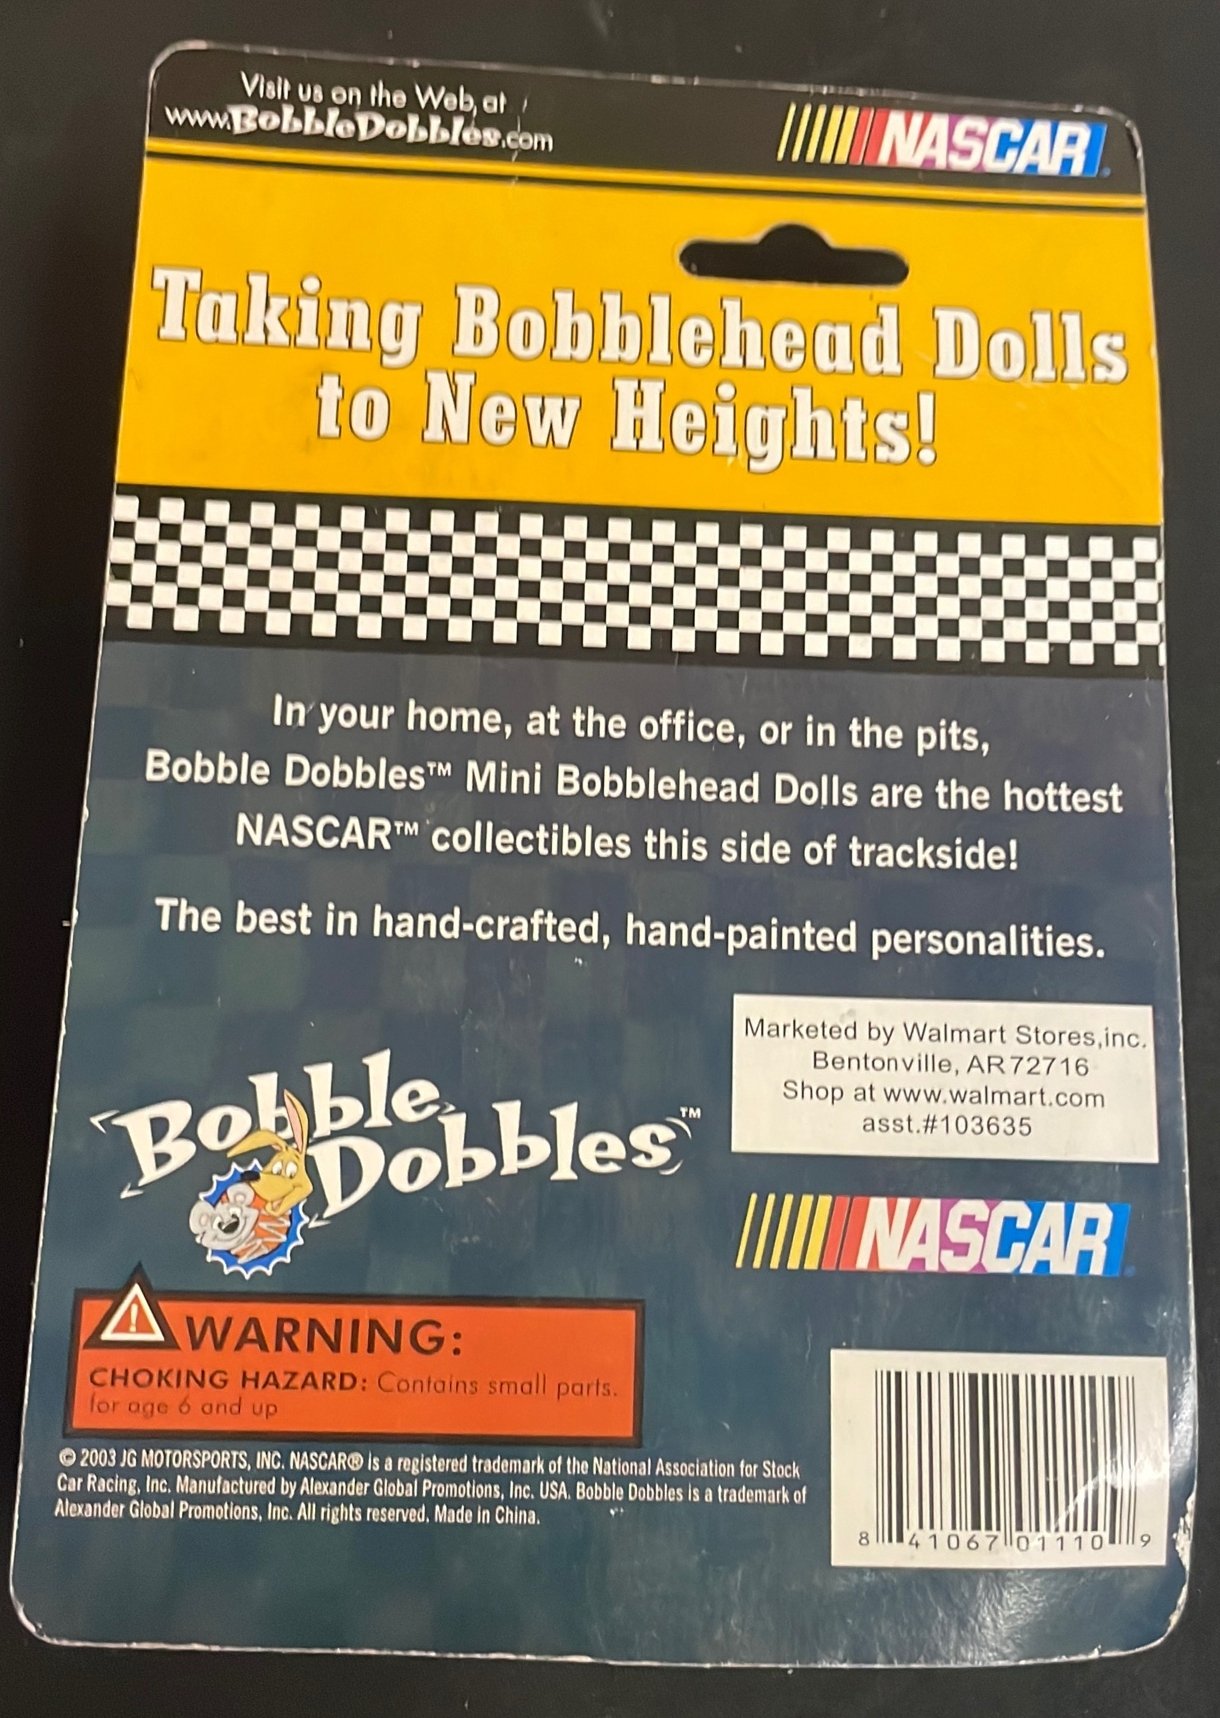 Visit us on the Web, at
www.BobbleDobbles.com
NASCAR
Taking Bobblehead Dolls
to New Heights!
In your home, at the office, or in the pits,
Bobble Dobbles™ Mini Bobblehead Dolls are the hottest
NASCAR™ collectibles this side of trackside!
The best in hand-crafted, hand-painted personalities.
Marketed by Walmart Stores,inc.
Bentonville, AR 72716
Shop at www.walmart.com
asst.#103635
Bobble
Dobbles™
NASCAR
WARNING:
CHOKING HAZARD: Contains small parts.
for age 6 and up
© 2003 JG MOTORSPORTS, INC. NASCAR® is a registered trademark of the National Association for Stock
Car Racing, Inc. Manufactured by Alexander Global Promotions, Inc. USA. Bobble Dobbles is a trademark of
Alexander Global Promotions, Inc. All rights reserved. Made in China.
8 41067 01110 9